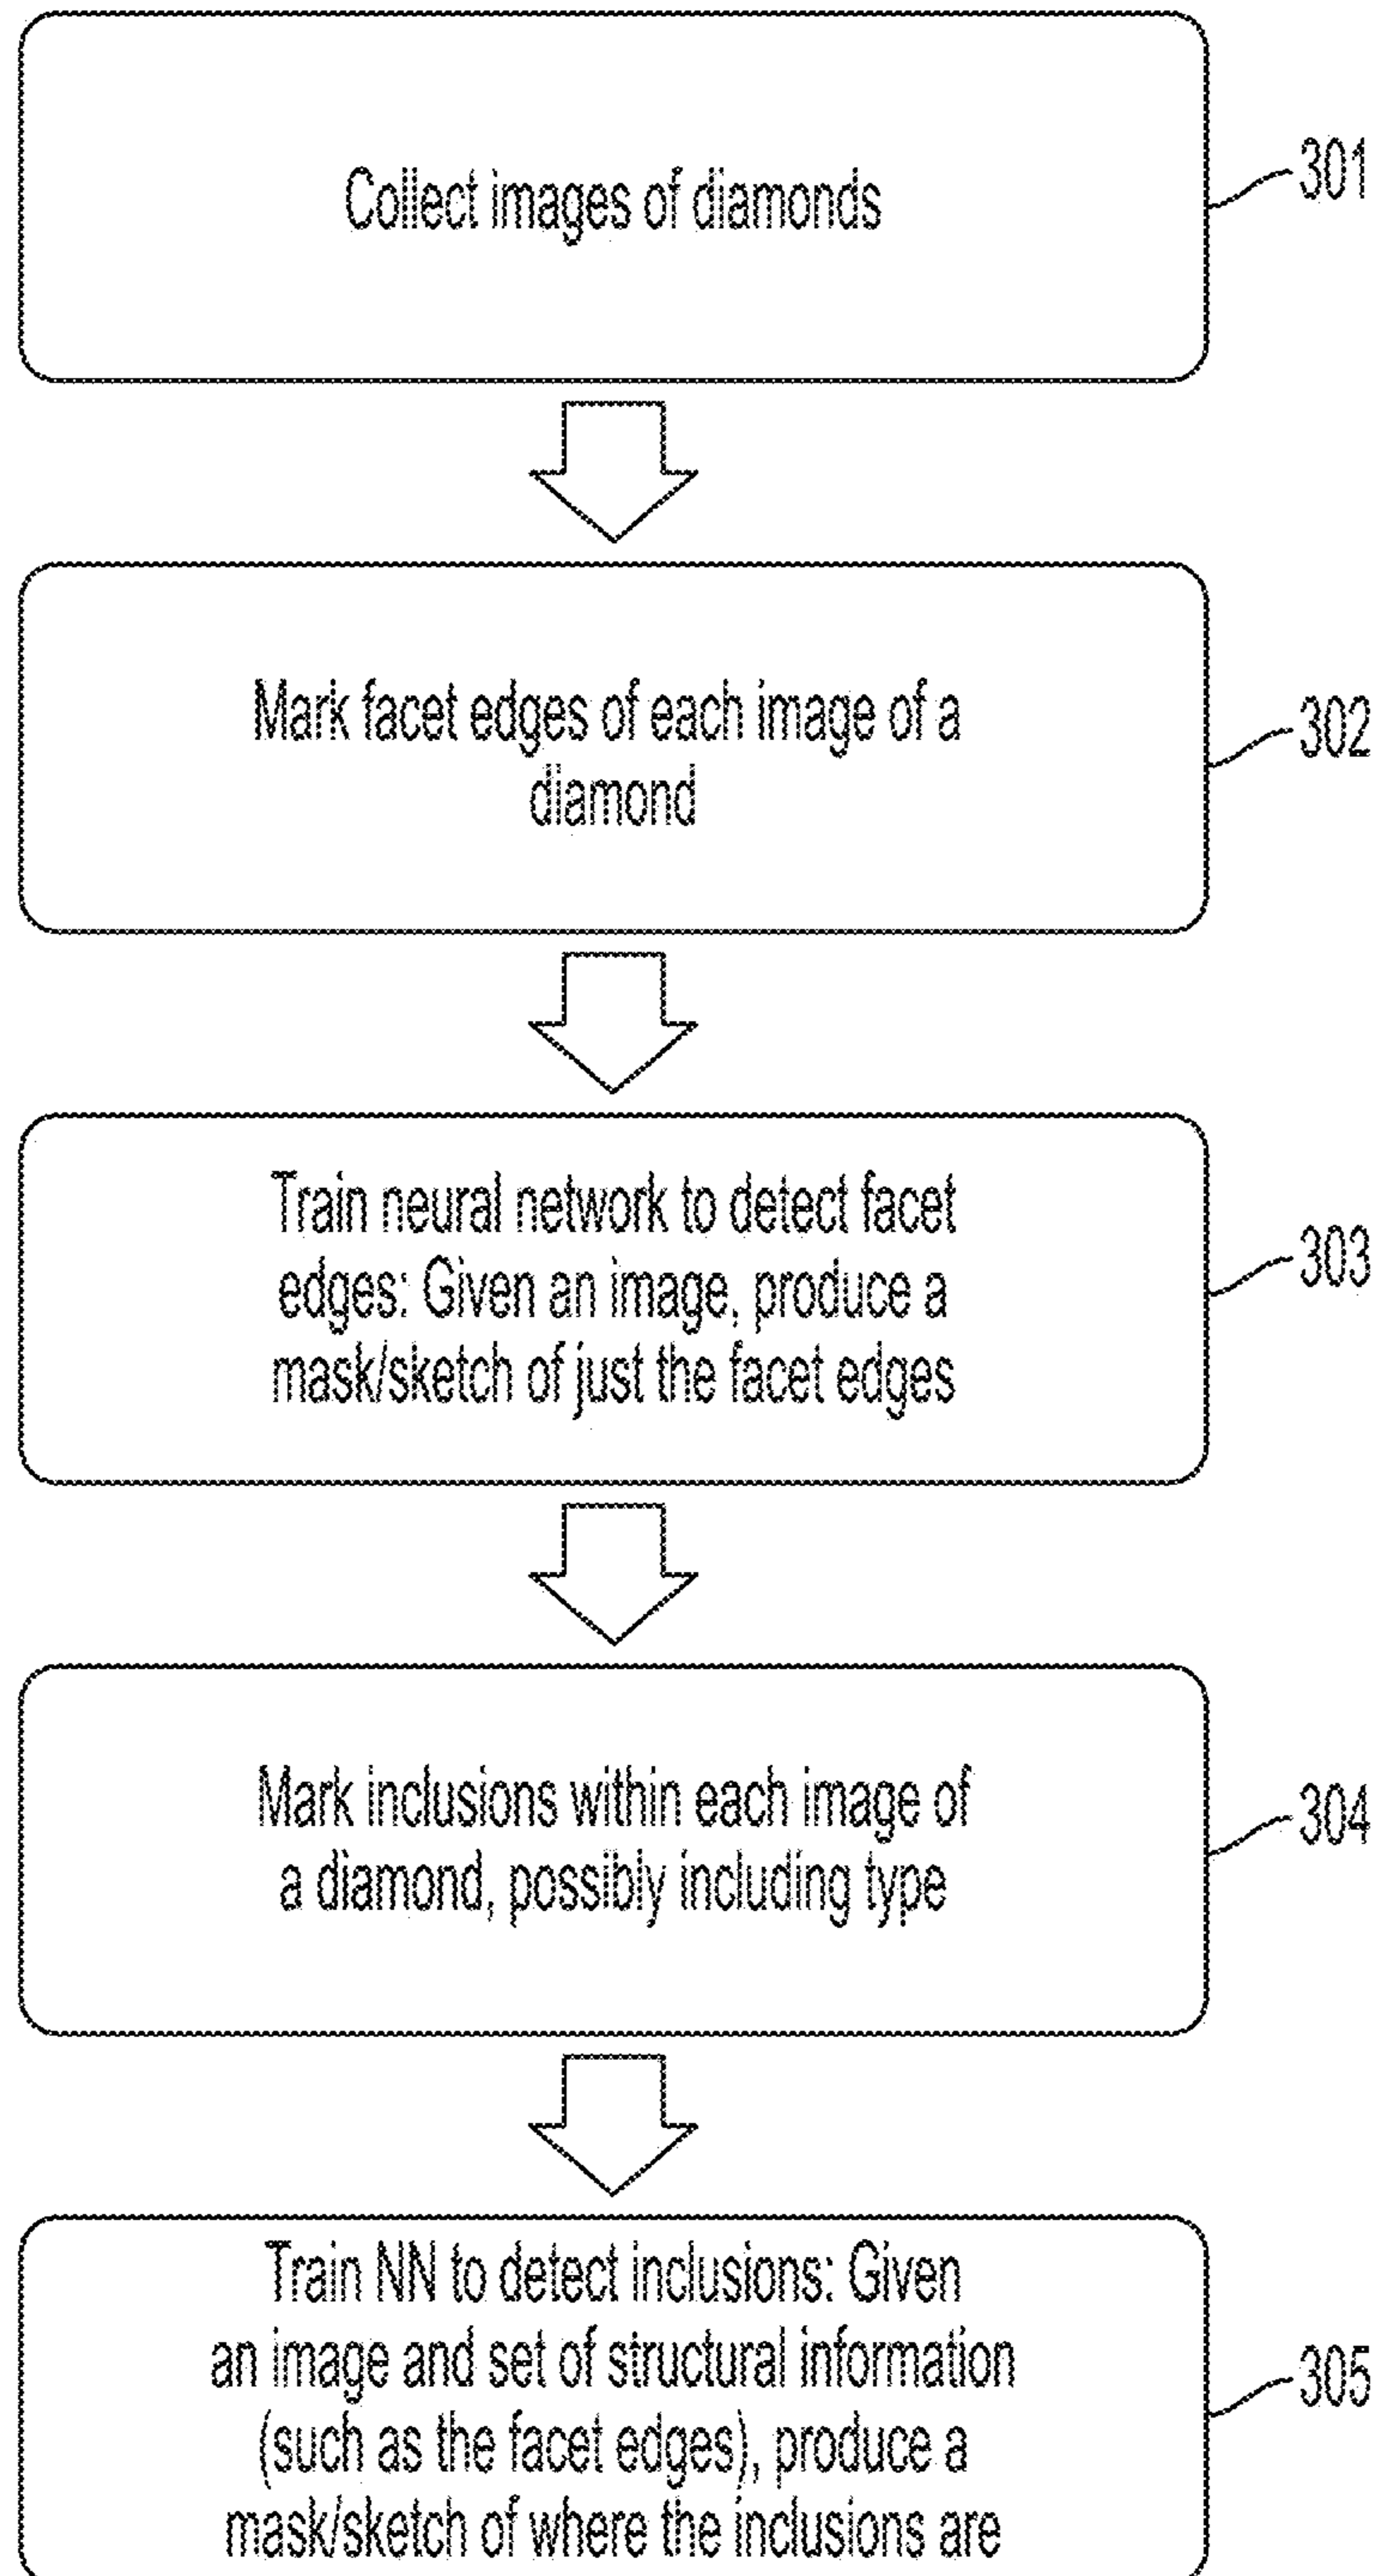 Collect images of diamonds
301
Mark facet edges of each image of a
diamond
302
Train neural network to detect facet
edges: Given an image, produce a
mask/sketch of just the facet edges
303
Mark inclusions within each image of
a diamond, possibly including type
304
Train NN to detect inclusions: Given
an image and set of structural information
(such as the facet edges), produce a
mask/sketch of where the inclusions are
305